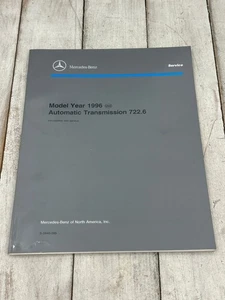 Mercedes-Benz
Service
Model Year 1996
Automatic Transmission 722.6
Mercedes-Benz of North America, Inc.